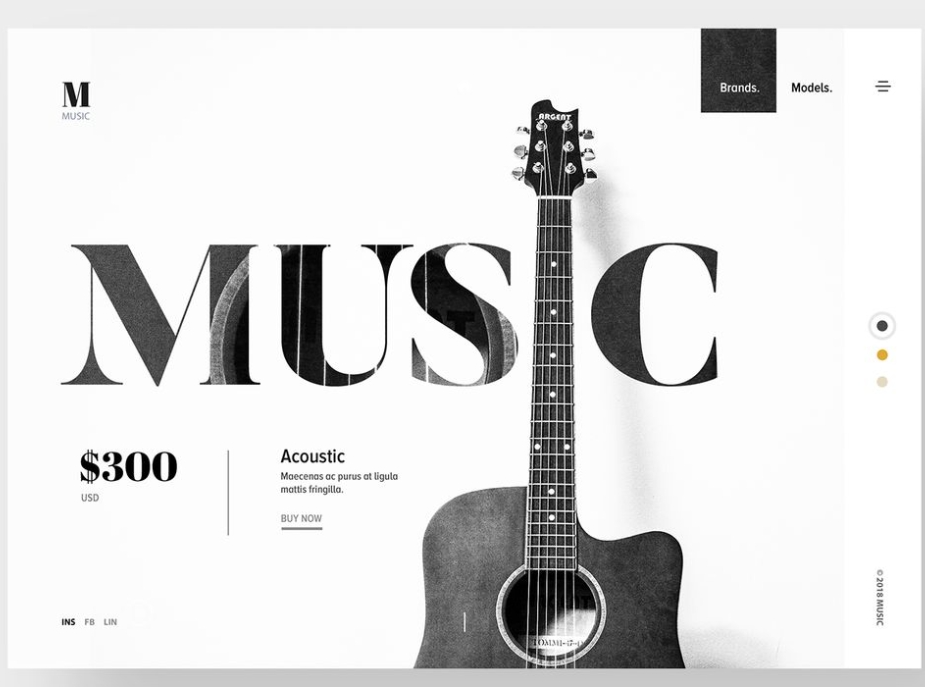 M
MUSIC
Brands.
Models.
ARGENT
MUSIC
$300
USD
Acoustic
Maecenas ac purus at ligula
mattis fringilla.
BUY NOW
INS FB LIN
© 2018 MUSIC